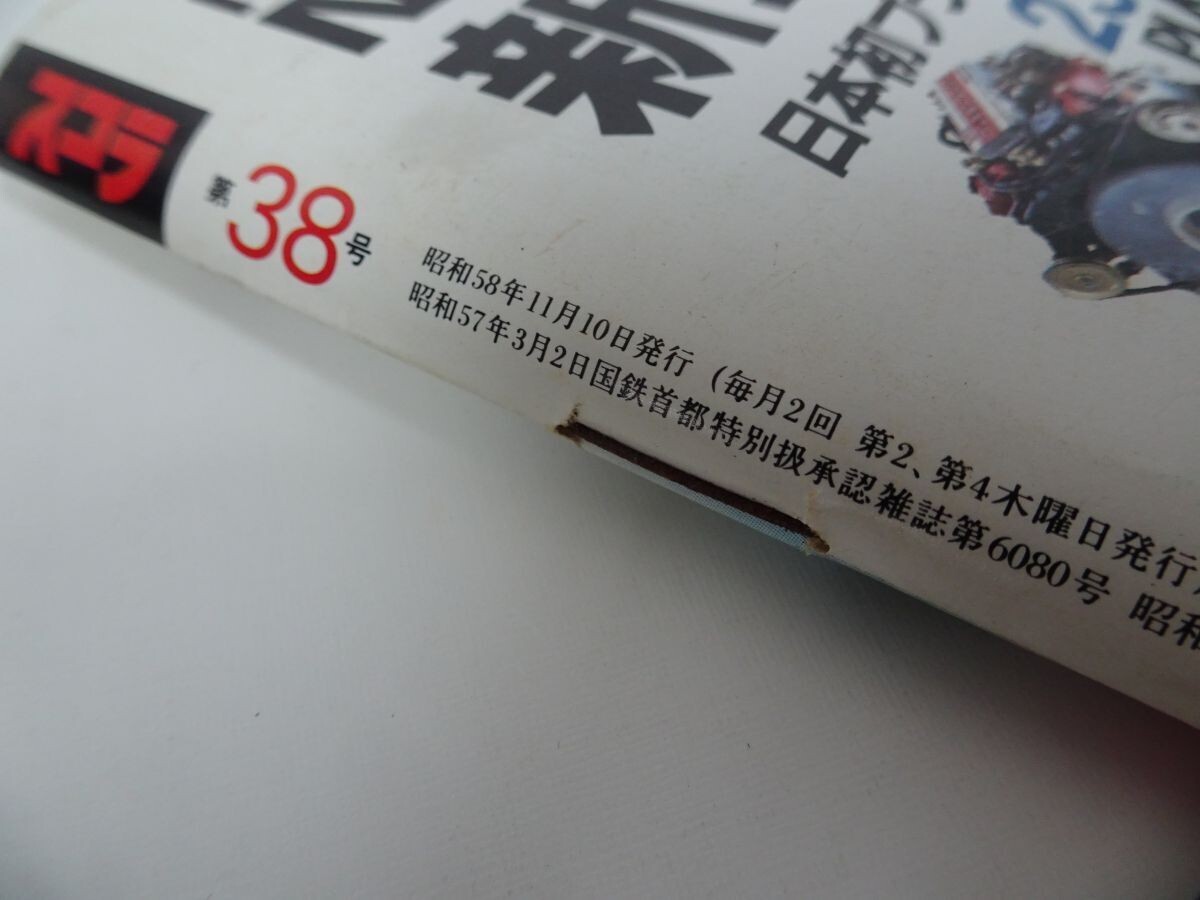 新
日本初
第38号
昭和58年11月10日発行 (毎月2回 第2、第4木曜日発行
昭和57年3月2日国鉄首都特別扱承認雑誌第6080号 昭和